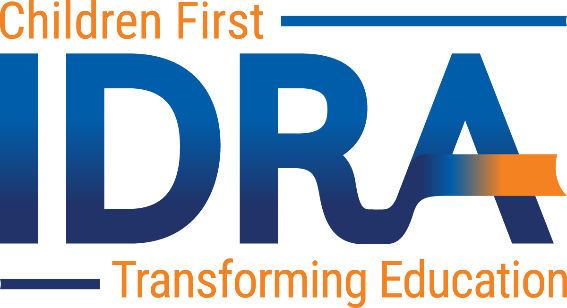 Children First
IDRA
Transforming Education